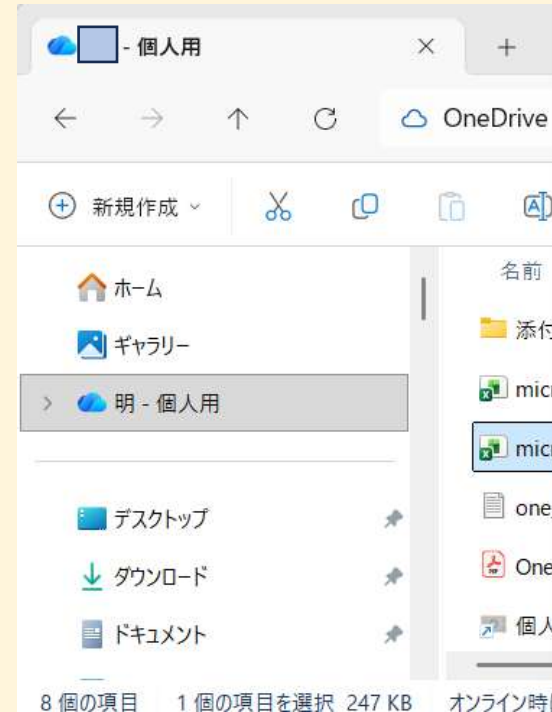 - 個人用
OneDrive
新規作成
ホーム
名前
ギャラリー
添付
micr
明 - 個人用
micr
one_
デスクトップ
One
ダウンロード
個人
ドキュメント
8 個の項目 1 個の項目を選択 247 KB オンライン時